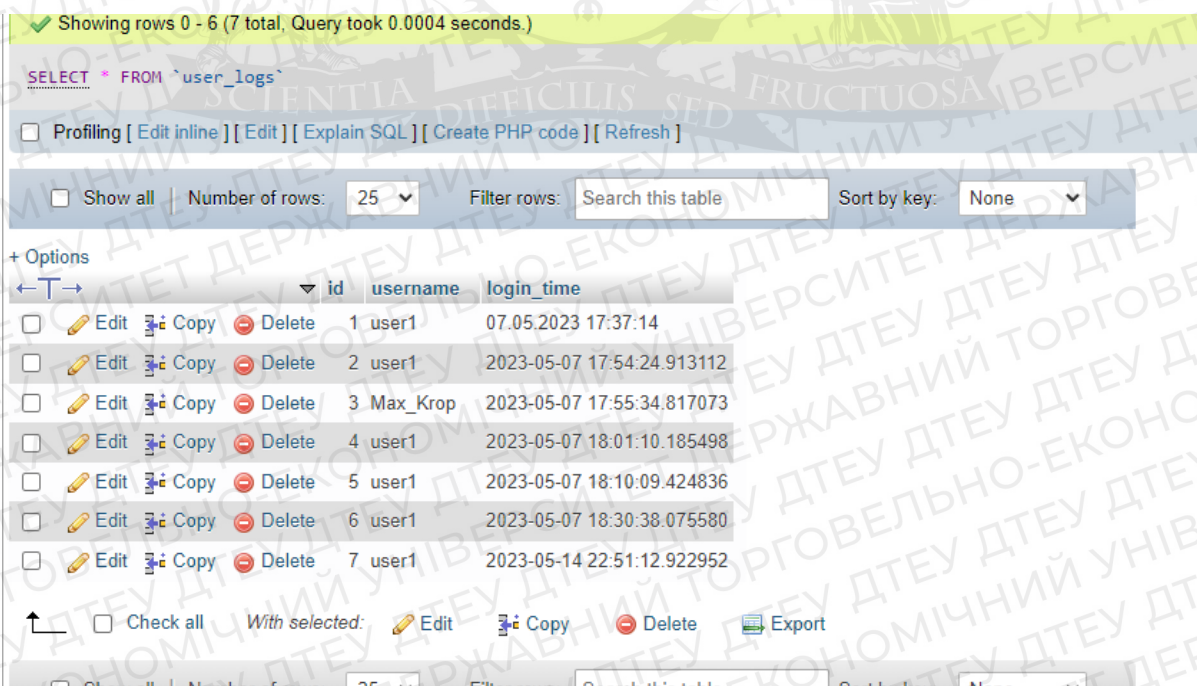 Showing rows 0 - 6 (7 total, Query took 0.0004 seconds.)
SELECT * FROM `user_logs`
SCIENTIA DIFFICILIS SED FRUCTUOSA
Profiling [ Edit inline ] [ Edit ] [ Explain SQL ] [ Create PHP code ] [ Refresh ]
Show all Number of rows: 25 Filter rows: Search this table Sort by key: None
+ Options
id username login_time
Edit Copy Delete 1 user1 07.05.2023 17:37:14
Edit Copy Delete 2 user1 2023-05-07 17:54:24.913112
Edit Copy Delete 3 Max_Krop 2023-05-07 17:55:34.817073
Edit Copy Delete 4 user1 2023-05-07 18:01:10.185498
Edit Copy Delete 5 user1 2023-05-07 18:10:09.424836
Edit Copy Delete 6 user1 2023-05-07 18:30:38.075580
Edit Copy Delete 7 user1 2023-05-14 22:51:12.922952
Check all With selected: Edit Copy Delete Export